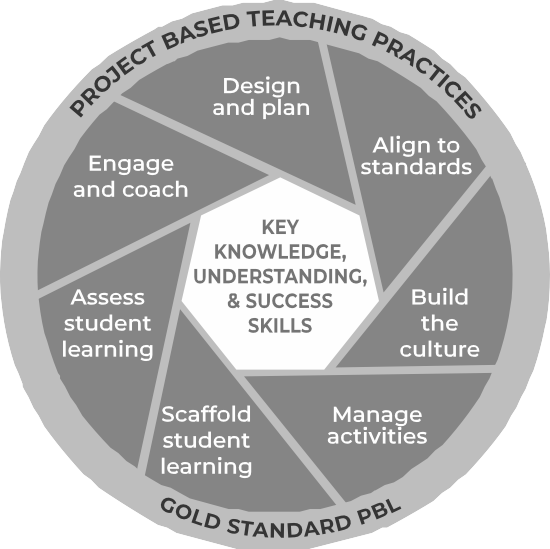 PROJECT BASED TEACHING PRACTICES
Design
and plan
Align to
standards
Engage
and coach
KEY
KNOWLEDGE,
UNDERSTANDING,
& SUCCESS
SKILLS
Assess
student
learning
Build
the
culture
Scaffold
student
learning
Manage
activities
GOLD STANDARD PBL